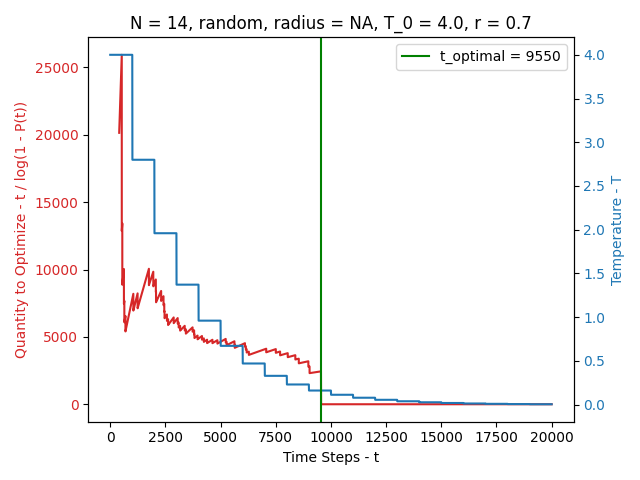 N = 14, random, radius = NA, T_0 = 4.0, r = 0.7
t_optimal = 9550
Quantity to Optimize - t / log(1 - P(t))
25000
20000
15000
10000
5000
0
4.0
3.5
3.0
2.5
2.0
1.5
1.0
0.5
0.0
Temperature - T
0 2500 5000 7500 10000 12500 15000 17500 20000
Time Steps - t